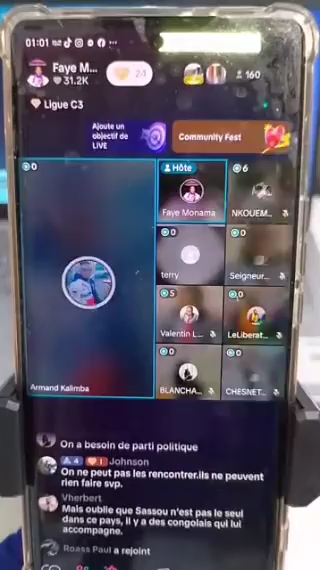 01:01
Faye M...
31.2K
24
160
Ligue C3
Ajoute un
objectif de
LIVE
Community Fest
0
Hôte
Faye Monama
6
NKOUEM...
0
terry
0
Seigneur...
5
Valentin L...
0
LeLiberat...
0
BLANCHA...
0
CHESNET...
Armand Kalimba
On a besoin de parti politique
4
1
Johnson
On ne peut pas les rencontrer.ils ne peuvent
rien faire svp.
Vherbert
Mais oublie que Sassou n'est pas le seul
dans ce pays, il y a des congolais qui lui
accompagne.
Roass Paul a rejoint